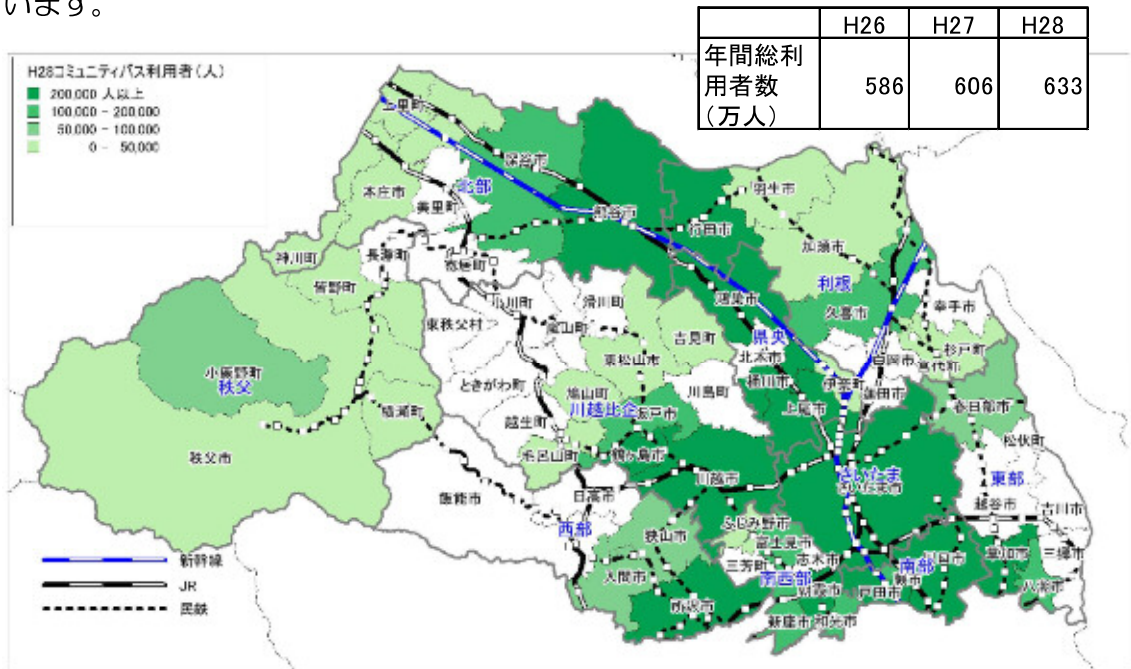 います。
H26 H27 H28
年間総利用者数（万人） 586 606 633
H28コミュニティバス利用者（人）
200,000 人以上
100,000 - 200,000
50,000 - 100,000
0 - 50,000
上里町
深谷市
本庄市
北部
美里町
熊谷市
行田市
羽生市
加須市
神川町
長瀞町
寄居町
皆野町
利根
小川町
滑川町
鴻巣市
久喜市
幸手市
東秩父村
嵐山町
吉見町
県央
北本市
白岡市
杉戸町
宮代町
東松山市
小鹿野町
秩父
ときがわ町
鳩山町
川島町
桶川市
伊奈町
蓮田市
川越比企
坂戸市
上尾市
春日部市
横瀬町
越生町
松伏町
秩父市
毛呂山町
鶴ヶ島市
川越市
さいたま
さいたま市
東部
飯能市
日高市
越谷市
吉川市
西部
ふじみ野市
狭山市
富士見市
三芳町
志木市
南部
川口市
草加市
三郷市
入間市
南西部
朝霞市
蕨市
戸田市
八潮市
所沢市
新座市
和光市
新幹線
JR
民鉄